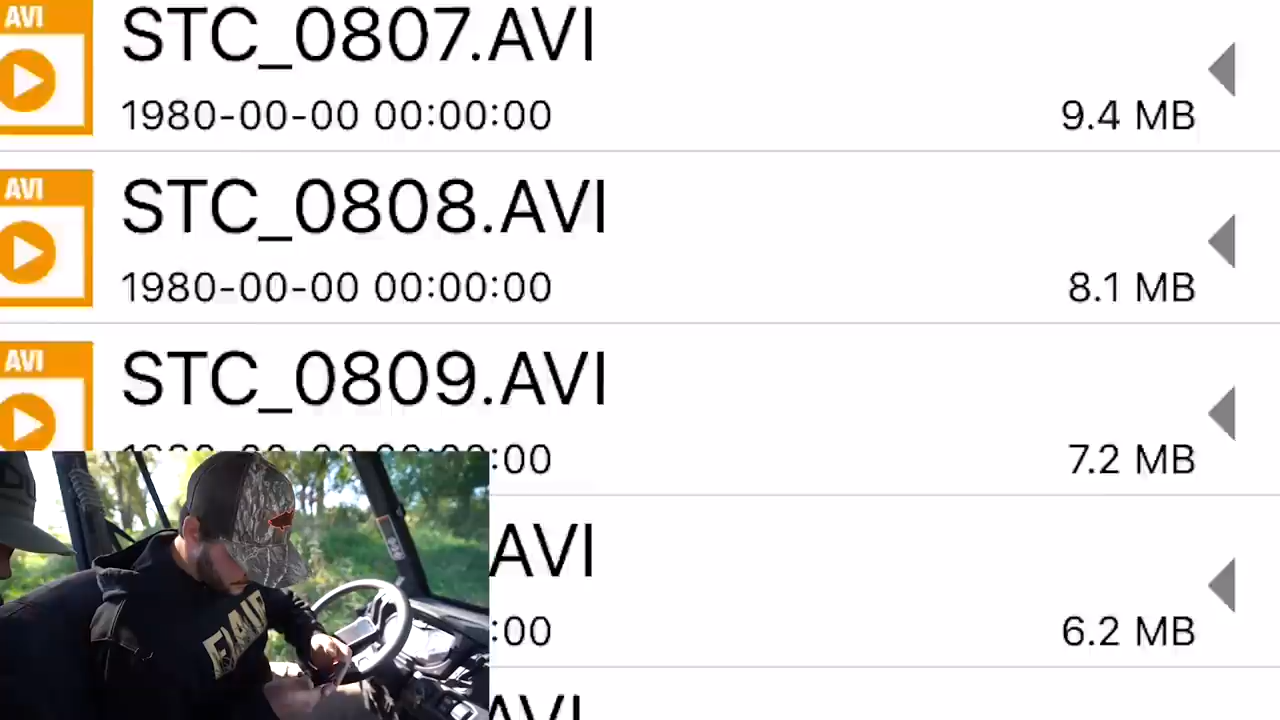 AVI
STC_0807.AVI
1980-00-00 00:00:00
9.4 MB
AVI
STC_0808.AVI
1980-00-00 00:00:00
8.1 MB
AVI
STC_0809.AVI
:00
7.2 MB
AVI
:00
6.2 MB
AVI